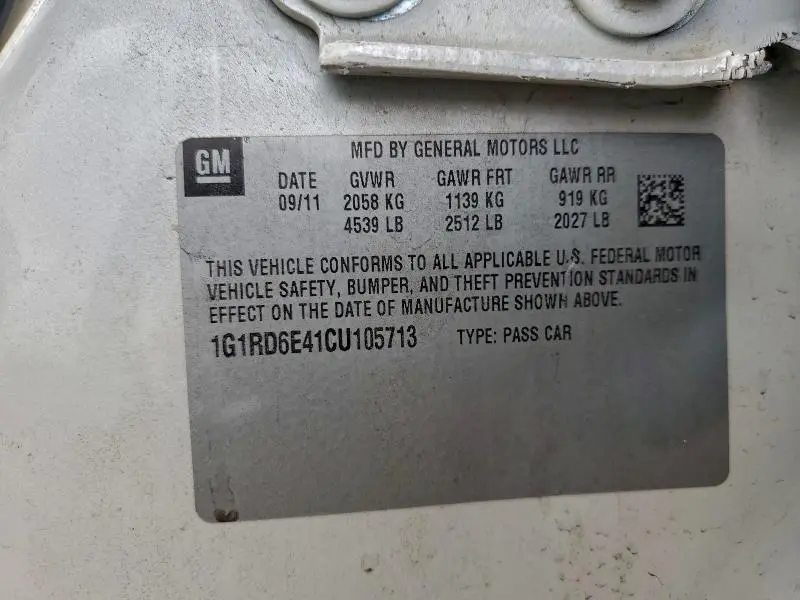 GM
MFD BY GENERAL MOTORS LLC
DATE GVWR GAWR FRT GAWR RR
09/11 2058 KG 1139 KG 919 KG
4539 LB 2512 LB 2027 LB
THIS VEHICLE CONFORMS TO ALL APPLICABLE U.S. FEDERAL MOTOR
VEHICLE SAFETY, BUMPER, AND THEFT PREVENTION STANDARDS IN
EFFECT ON THE DATE OF MANUFACTURE SHOWN ABOVE.
1G1RD6E41CU105713 TYPE: PASS CAR